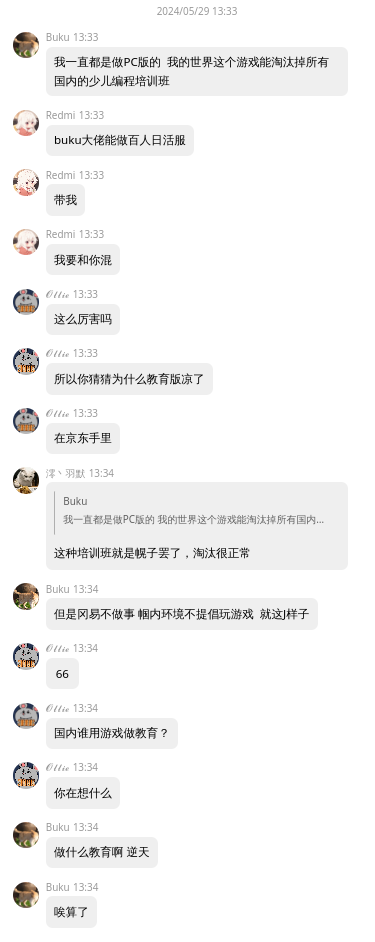 2024/05/29 13:33
Buku 13:33
我一直都是做PC版的 我的世界这个游戏能淘汰掉所有
国内的少儿编程培训班
Redmi 13:33
buku大佬能做百人日活服
Redmi 13:33
带我
Redmi 13:33
我要和你混
𝒪𝓁𝓁𝒾𝑒 13:33
这么厉害吗
𝒪𝓁𝓁𝒾𝑒 13:33
所以你猜猜为什么教育版凉了
𝒪𝓁𝓁𝒾𝑒 13:33
在京东手里
澪丶羽默 13:34
Buku
我一直都是做PC版的 我的世界这个游戏能淘汰掉所有国内...
这种培训班就是幌子罢了，淘汰很正常
Buku 13:34
但是冈易不做事 帼内环境不提倡玩游戏 就这J样子
𝒪𝓁𝓁𝒾𝑒 13:34
66
𝒪𝓁𝓁𝒾𝑒 13:34
国内谁用游戏做教育？
𝒪𝓁𝓁𝒾𝑒 13:34
你在想什么
Buku 13:34
做什么教育啊 逆天
Buku 13:34
唉算了